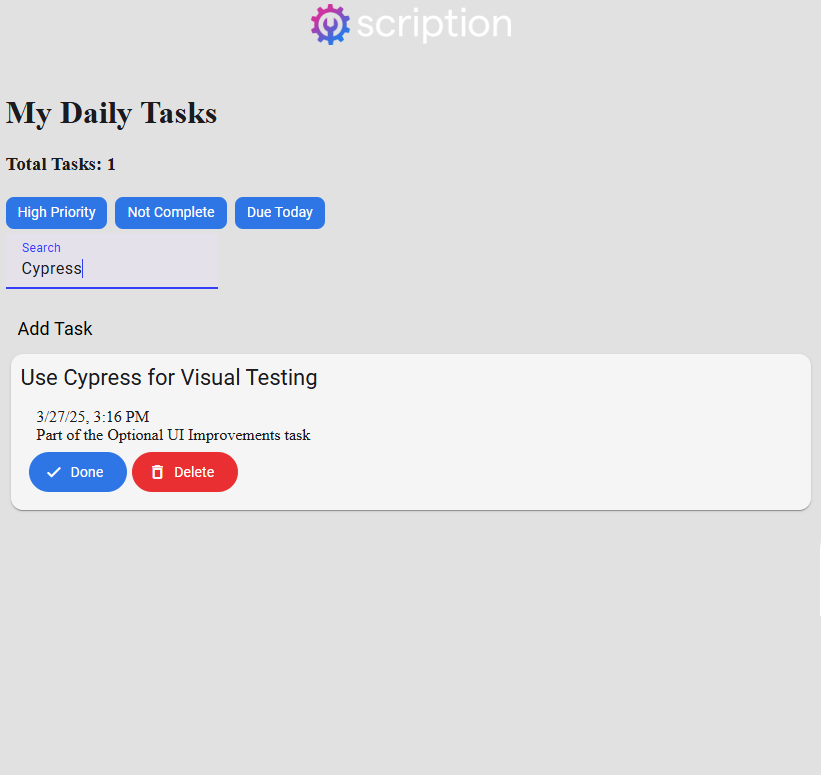 scription
My Daily Tasks
Total Tasks: 1
High Priority Not Complete Due Today
Search
Cypress
Add Task
Use Cypress for Visual Testing
3/27/25, 3:16 PM
Part of the Optional UI Improvements task
Done Delete